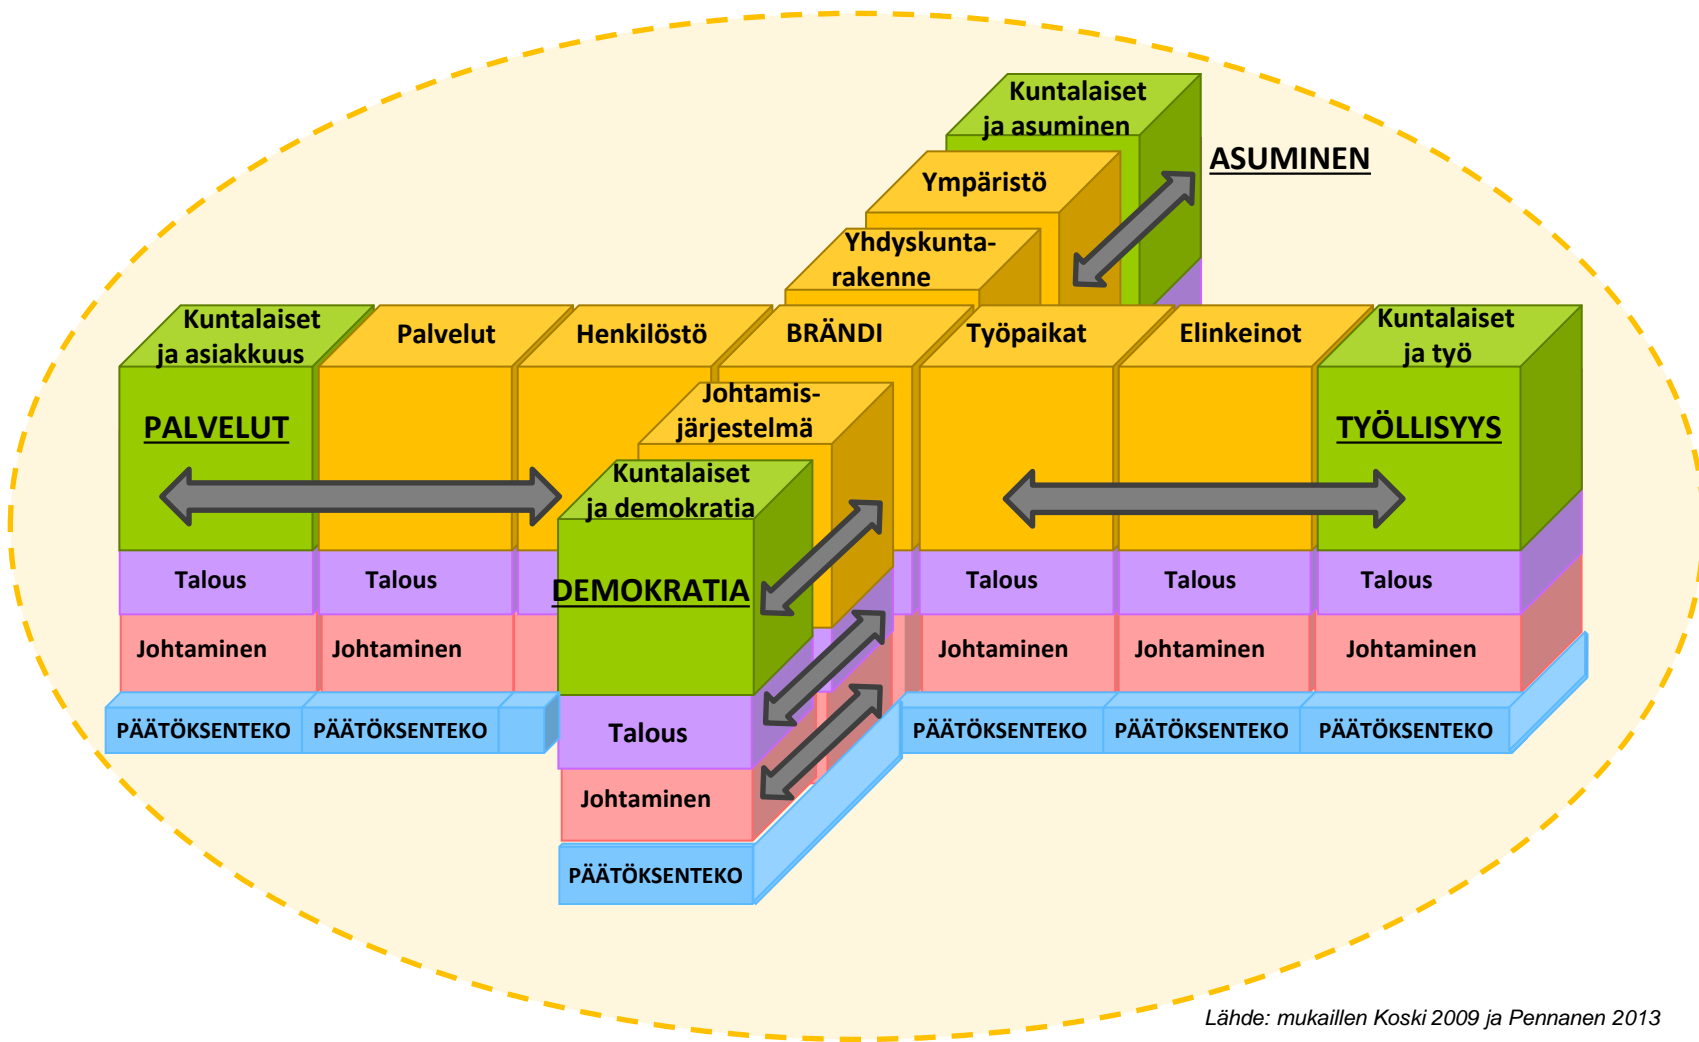 Kuntalaiset
ja asuminen
ASUMINEN
Ympäristö
Yhdyskunta-
rakenne
Kuntalaiset
ja asiakkuus
Palvelut
Henkilöstö
BRÄNDI
Työpaikat
Elinkeinot
Kuntalaiset
ja työ
PALVELUT
Johtamis-
järjestelmä
TYÖLLISYYS
Kuntalaiset
ja demokratia
DEMOKRATIA
Talous
Talous
Talous
Talous
Talous
Johtaminen
Johtaminen
Johtaminen
Johtaminen
Johtaminen
PÄÄTÖKSENTEKO
PÄÄTÖKSENTEKO
Talous
PÄÄTÖKSENTEKO
PÄÄTÖKSENTEKO
PÄÄTÖKSENTEKO
Johtaminen
PÄÄTÖKSENTEKO
Lähde: mukaillen Koski 2009 ja Pennanen 2013